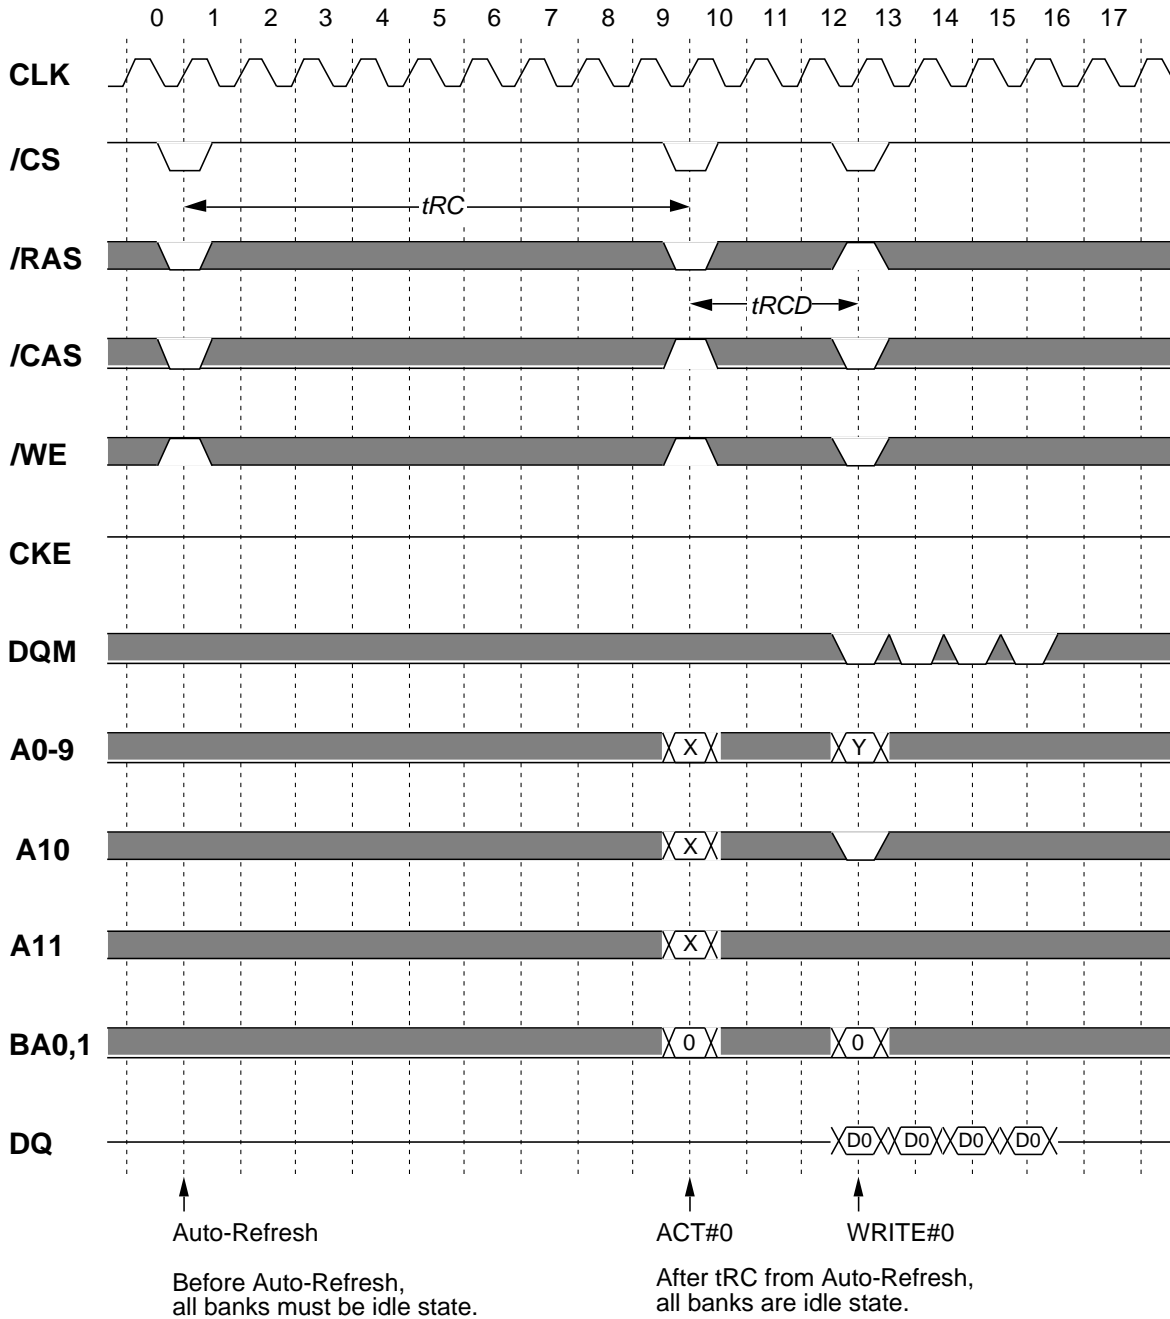 0 1 2 3 4 5 6 7 8 9 10 11 12 13 14 15 16 17
CLK
/CS
tRC
/RAS
tRCD
/CAS
/WE
CKE
DQM
A0-9 X Y
A10 X
A11 X
BA0,1 0 0
DQ D0 D0 D0 D0
Auto-Refresh ACT#0 WRITE#0
Before Auto-Refresh,
all banks must be idle state.
After tRC from Auto-Refresh,
all banks are idle state.